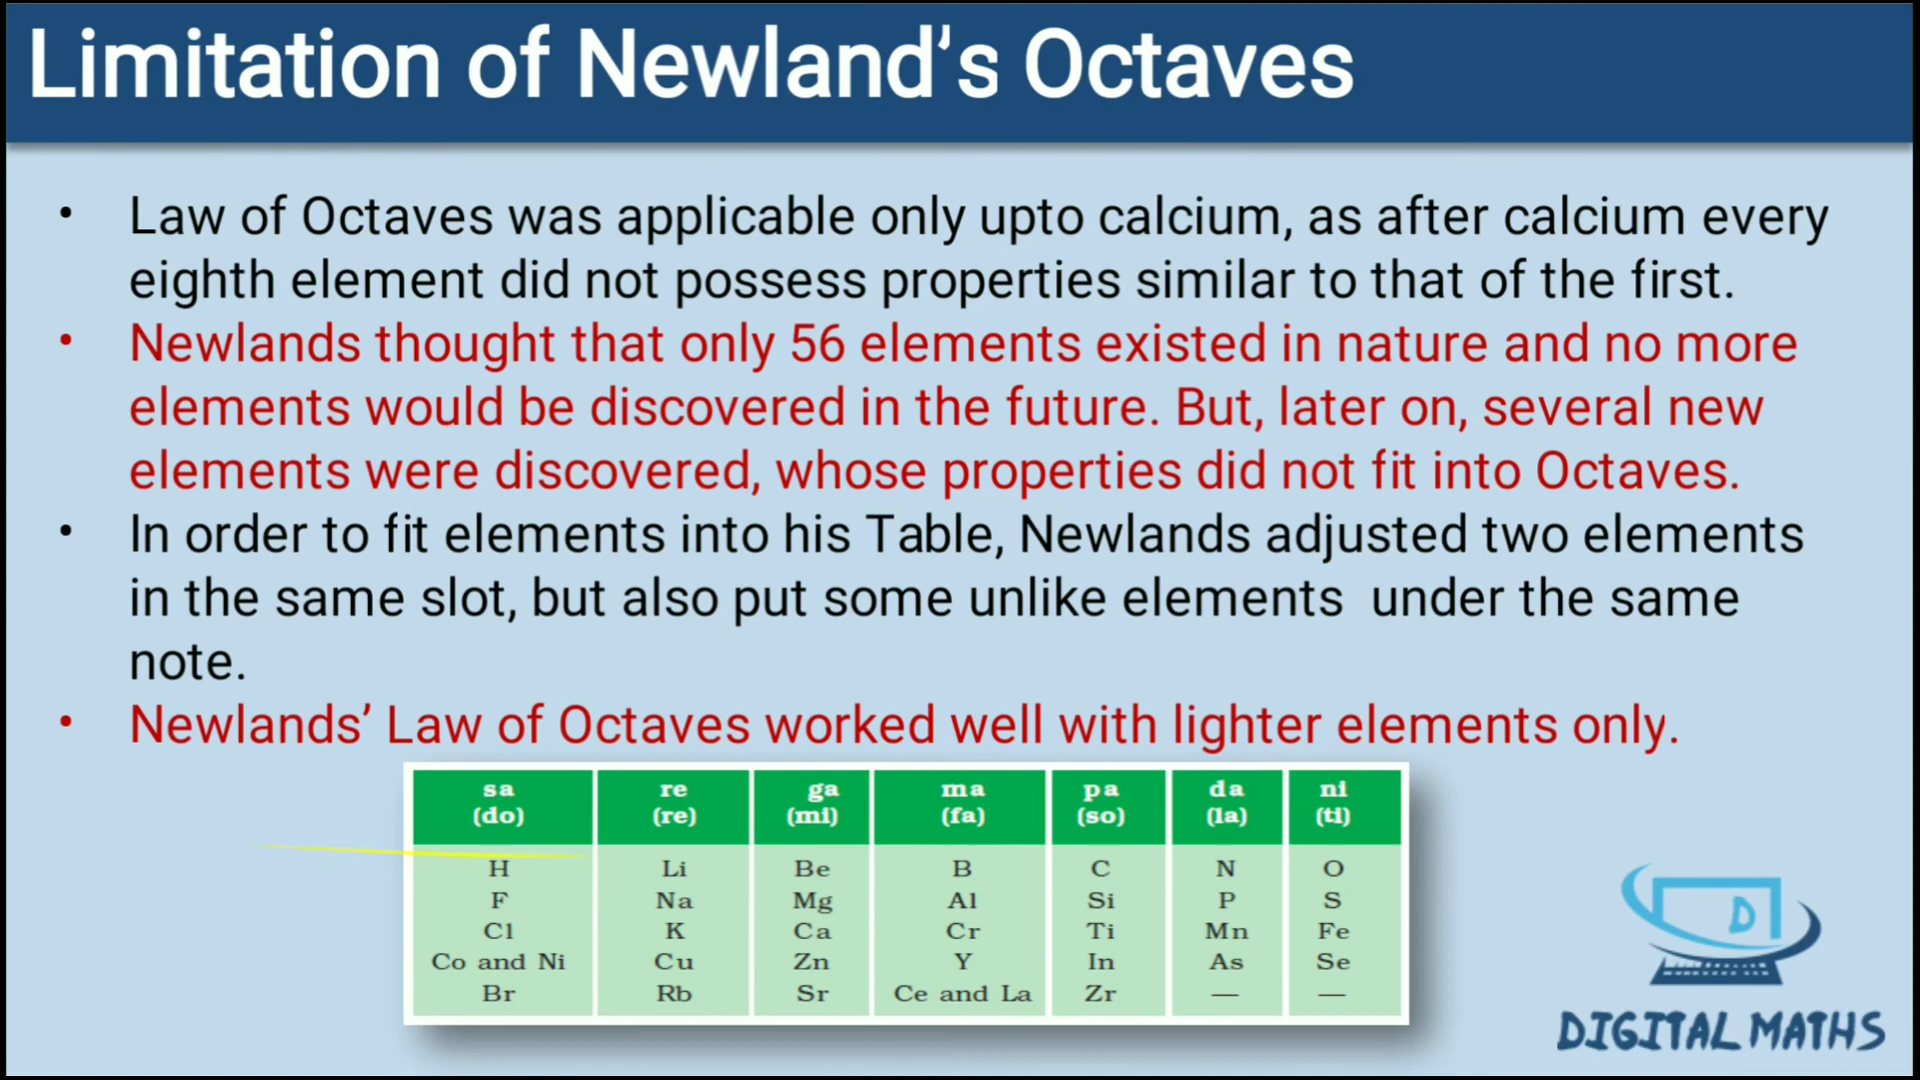 Limitation of Newland's Octaves
• Law of Octaves was applicable only upto calcium, as after calcium every
eighth element did not possess properties similar to that of the first.
• Newlands thought that only 56 elements existed in nature and no more
elements would be discovered in the future. But, later on, several new
elements were discovered, whose properties did not fit into Octaves.
• In order to fit elements into his Table, Newlands adjusted two elements
in the same slot, but also put some unlike elements under the same
note.
• Newlands’ Law of Octaves worked well with lighter elements only.
sa re ga ma pa da ni
(do) (re) (mi) (fa) (so) (la) (ti)
H Li Be B C N O
F Na Mg Al Si P S
Cl K Ca Cr Ti Mn Fe
Co and Ni Cu Zn Y In As Se
Br Rb Sr Ce and La Zr — —
D
DIGITAL MATHS